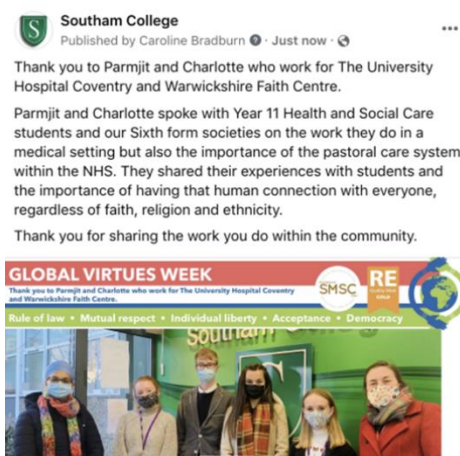 Southam College
Published by Caroline Bradburn · Just now ·
Thank you to Parmjit and Charlotte who work for The University
Hospital Coventry and Warwickshire Faith Centre.
Parmjit and Charlotte spoke with Year 11 Health and Social Care
students and our Sixth form societies on the work they do in a
medical setting but also the importance of the pastoral care system
within the NHS. They shared their experiences with students and
the importance of having that human connection with everyone,
regardless of faith, religion and ethnicity.
Thank you for sharing the work you do within the community.
GLOBAL VIRTUES WEEK
Thank you to Parmjit and Charlotte who work for The University Hospital Coventry
and Warwickshire Faith Centre.
SMSC
RE
GOLD
Rule of law • Mutual respect • Individual liberty • Acceptance • Democracy
Southam